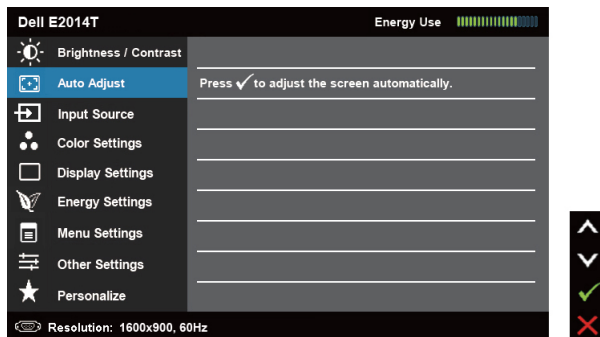 Dell E2014T Energy Use
Brightness / Contrast
Auto Adjust Press ✓ to adjust the screen automatically.
Input Source
Color Settings
Display Settings
Energy Settings
Menu Settings
Other Settings
Personalize
Resolution: 1600x900, 60Hz